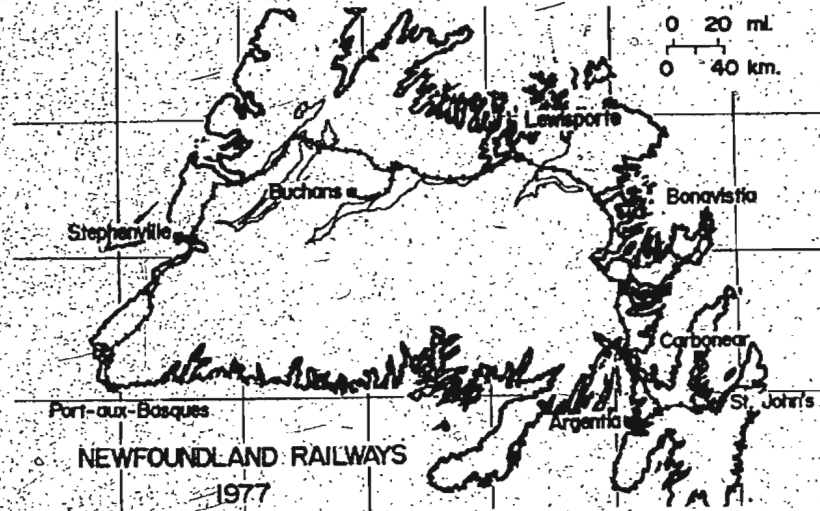 0 20 mi.
0 40 km.
Lewisporte
Buchans
Bonavista
Stephenville
Carbonear
Port-aux-Basques
St. John's
Argentia
NEWFOUNDLAND RAILWAYS
1977